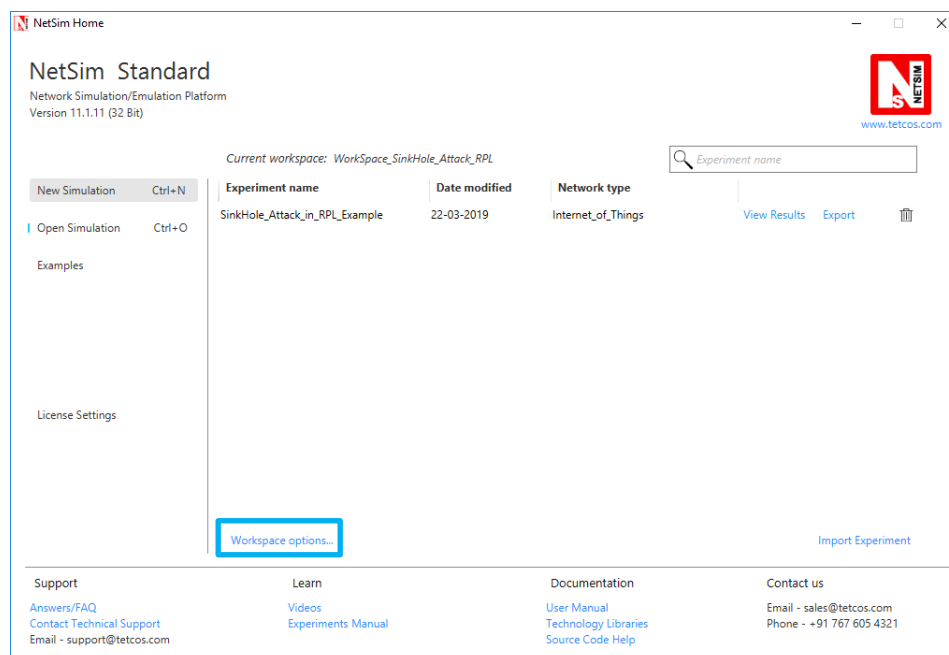 NetSim Home
NetSim Standard
Network Simulation/Emulation Platform
Version 11.1.11 (32 Bit)
NETSIM
www.tetcos.com
Current workspace: WorkSpace_SinkHole_Attack_RPL
Experiment name
New Simulation Ctrl+N
Open Simulation Ctrl+O
Examples
License Settings
Experiment name Date modified Network type
SinkHole_Attack_in_RPL_Example 22-03-2019 Internet_of_Things View Results Export
Workspace options...
Import Experiment
Support
Answers/FAQ
Contact Technical Support
Email - support@tetcos.com
Learn
Videos
Experiments Manual
Documentation
User Manual
Technology Libraries
Source Code Help
Contact us
Email - sales@tetcos.com
Phone - +91 767 605 4321